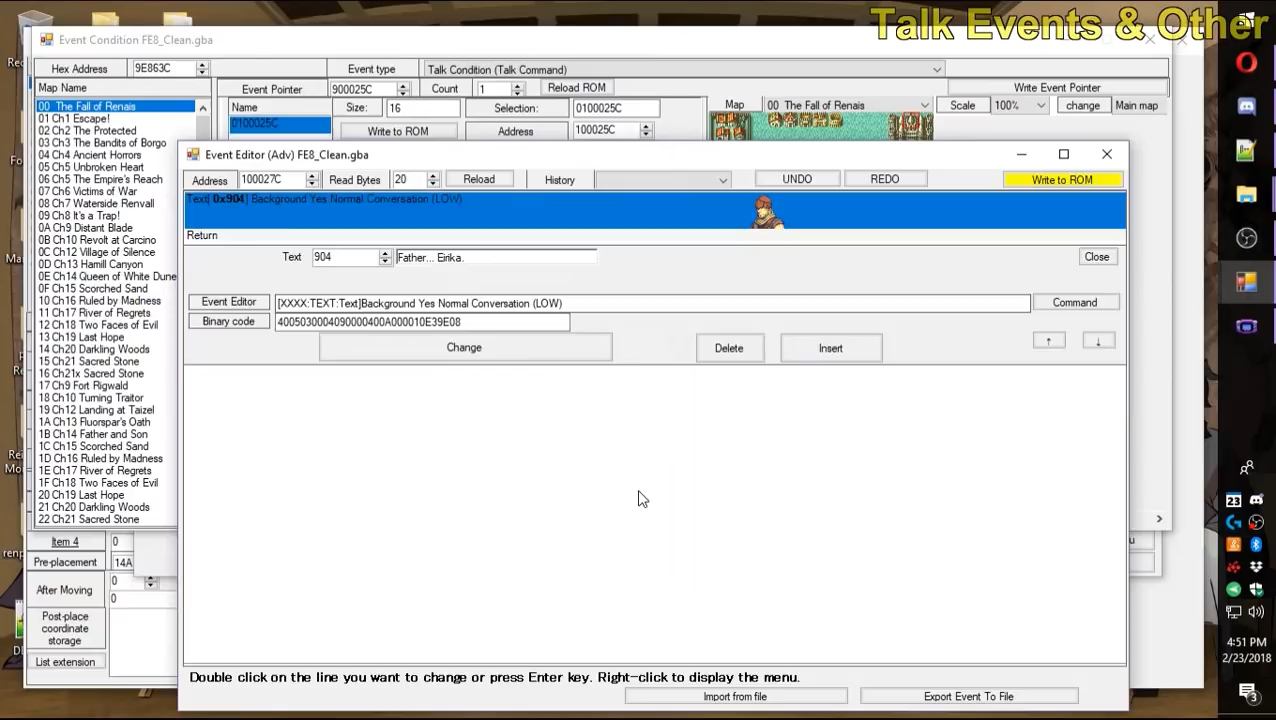 Talk Events & Other
Event Condition FE8_Clean.gba
Hex Address 9E863C Event type Talk Condition (Talk Command)
Map Name Event Pointer 900025C Count 1 Reload ROM Write Event Pointer
Name Size: 16 Selection: 0100025C Map 00 The Fall of Renais Scale 100% change Main map
0100025C Write to ROM Address 100025C
00 The Fall of Renais
01 Ch1 Escape!
02 Ch2 The Protected
03 Ch3 The Bandits of Borgo
04 Ch4 Ancient Horrors
05 Ch5 Unbroken Heart
06 Ch5 The Empire's Reach
07 Ch6 Victims of War
08 Ch7 Waterside Renvall
09 Ch8 It's a Trap!
0A Ch9 Distant Blade
0B Ch10 Revolt at Carcino
0C Ch12 Village of Silence
0D Ch13 Hamill Canyon
0E Ch14 Queen of White Dune
0F Ch15 Scorched Sand
10 Ch16 Ruled by Madness
11 Ch17 River of Regrets
12 Ch18 Two Faces of Evil
13 Ch19 Last Hope
14 Ch20 Darkling Woods
15 Ch21 Sacred Stone
16 Ch21x Sacred Stone
17 Ch9 Fort Rigwald
18 Ch10 Turning Traitor
19 Ch12 Landing at Taizel
1A Ch13 Fluorspar's Oath
1B Ch14 Father and Son
1C Ch15 Scorched Sand
1D Ch16 Ruled by Madness
1E Ch17 River of Regrets
1F Ch18 Two Faces of Evil
20 Ch19 Last Hope
21 Ch20 Darkling Woods
22 Ch21 Sacred Stone
Item 4 0
Pre-placement 14A
After Moving 0
0
Post-place
coordinate
storage
List extension
Event Editor (Adv) FE8_Clean.gba
Address 100027C Read Bytes 20 Reload History UNDO REDO Write to ROM
Text[ 0x904] Background Yes Normal Conversation (LOW)
Return
Text 904 Father... Eirika. Close
Event Editor [XXXX:TEXT:Text]Background Yes Normal Conversation (LOW) Command
Binary code 4005030004090000400A000010E39E08
Change Delete Insert ↑ ↓
Double click on the line you want to change or press Enter key. Right-click to display the menu.
Import from file Export Event To File
23
4:51 PM
2/23/2018
3